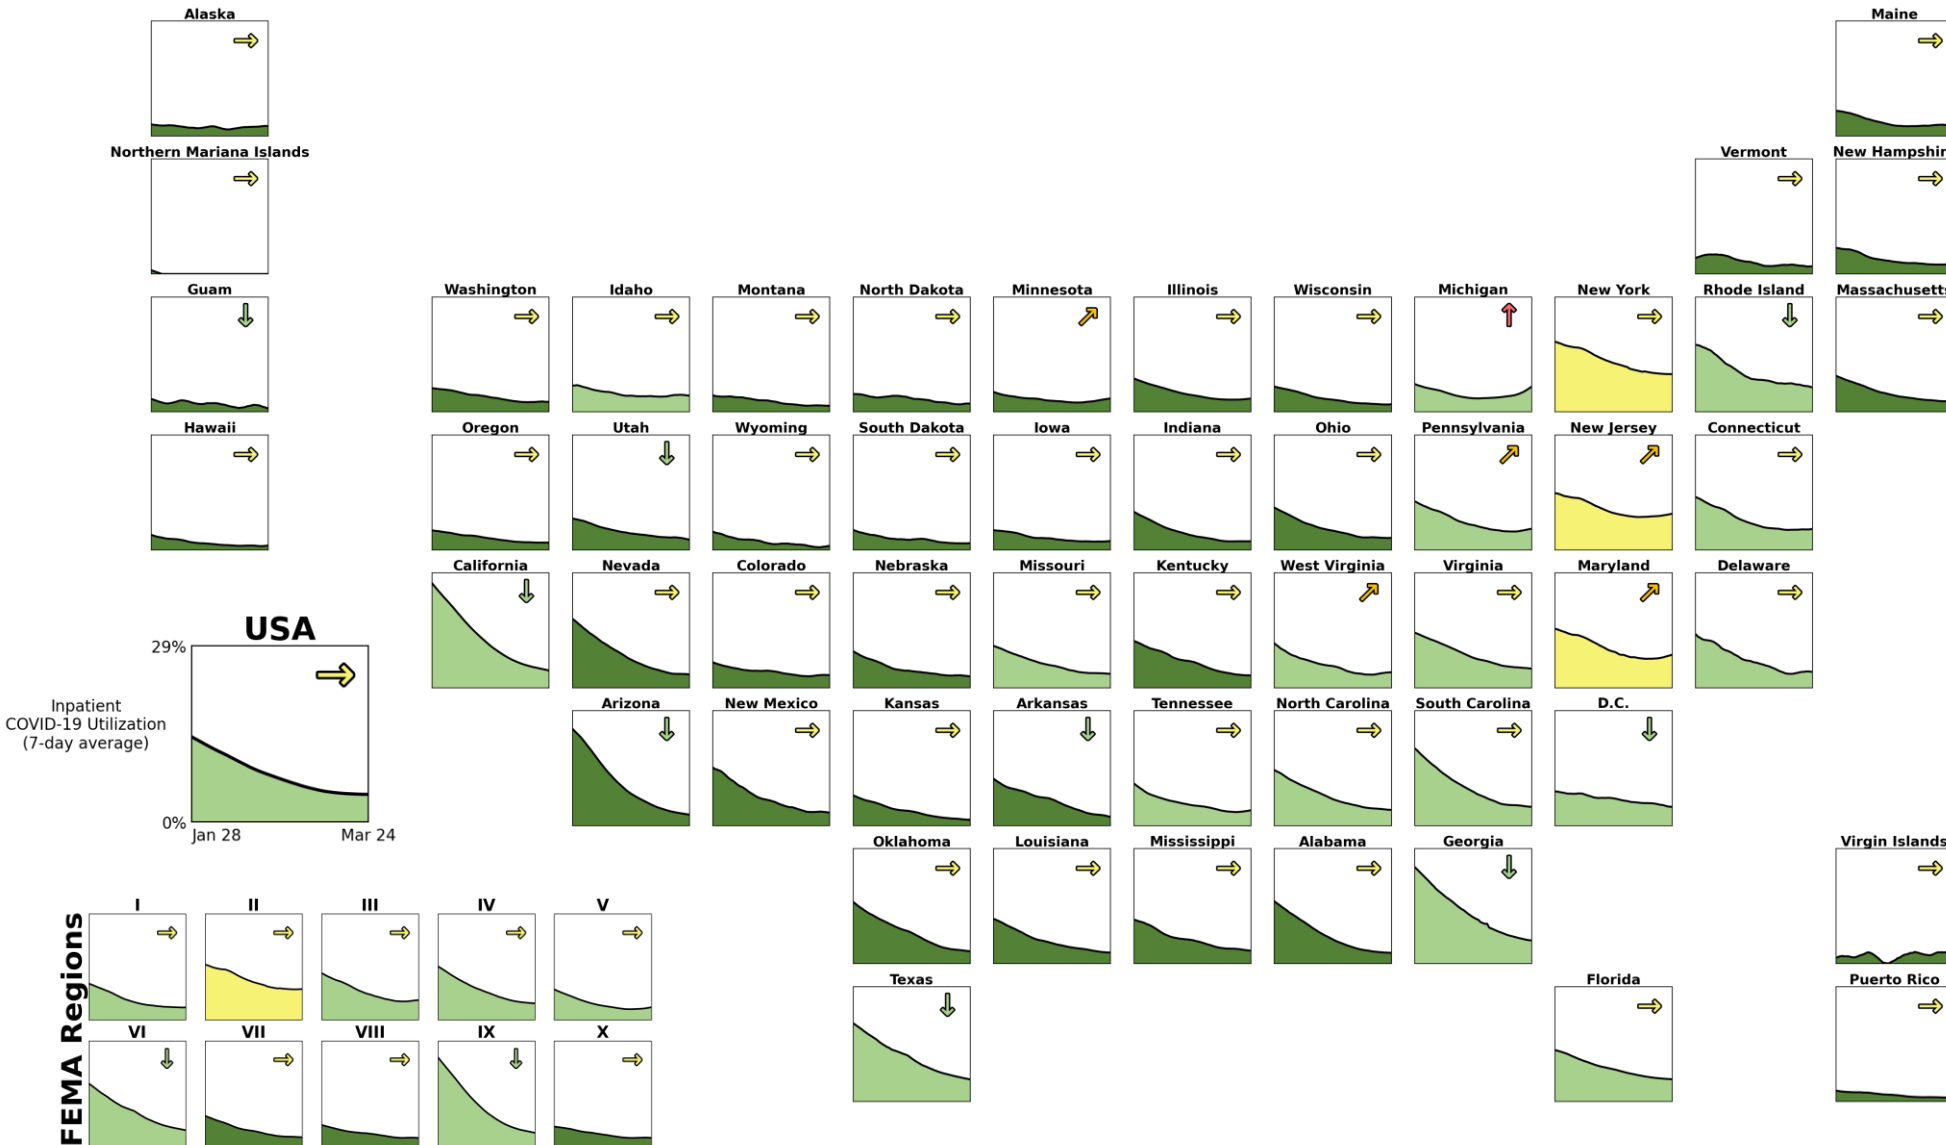 Alaska
Maine
Northern Mariana Islands
Vermont
New Hampshir
Guam
Washington
Idaho
Montana
North Dakota
Minnesota
Illinois
Wisconsin
Michigan
New York
Rhode Island
Massachusetts
Hawaii
Oregon
Utah
Wyoming
South Dakota
Iowa
Indiana
Ohio
Pennsylvania
New Jersey
Connecticut
California
Nevada
Colorado
Nebraska
Missouri
Kentucky
West Virginia
Virginia
Maryland
Delaware
USA
29%
Inpatient
COVID-19 Utilization
(7-day average)
0%
Jan 28
Mar 24
Arizona
New Mexico
Kansas
Arkansas
Tennessee
North Carolina
South Carolina
D.C.
Oklahoma
Louisiana
Mississippi
Alabama
Georgia
Virgin Islands
Texas
Florida
Puerto Rico
FEMA Regions
I
II
III
IV
V
VI
VII
VIII
IX
X